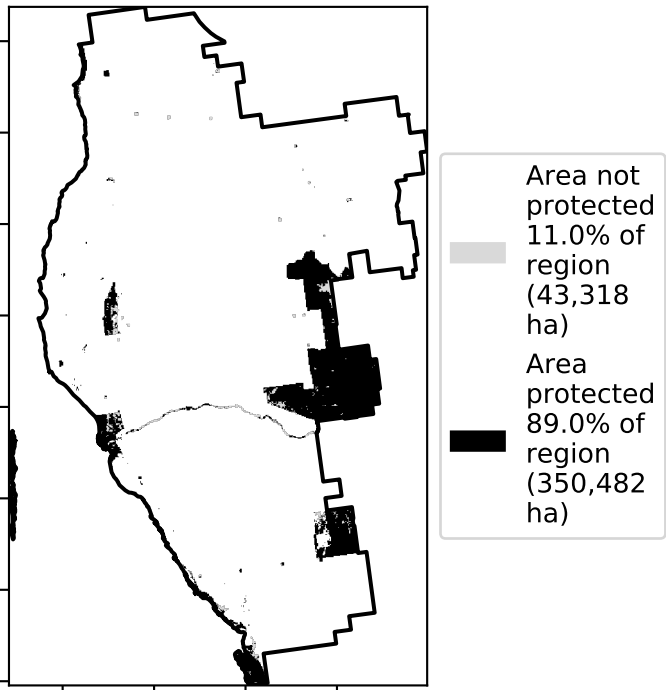 Area not
protected
11.0% of
region
(43,318
ha)
Area
protected
89.0% of
region
(350,482
ha)